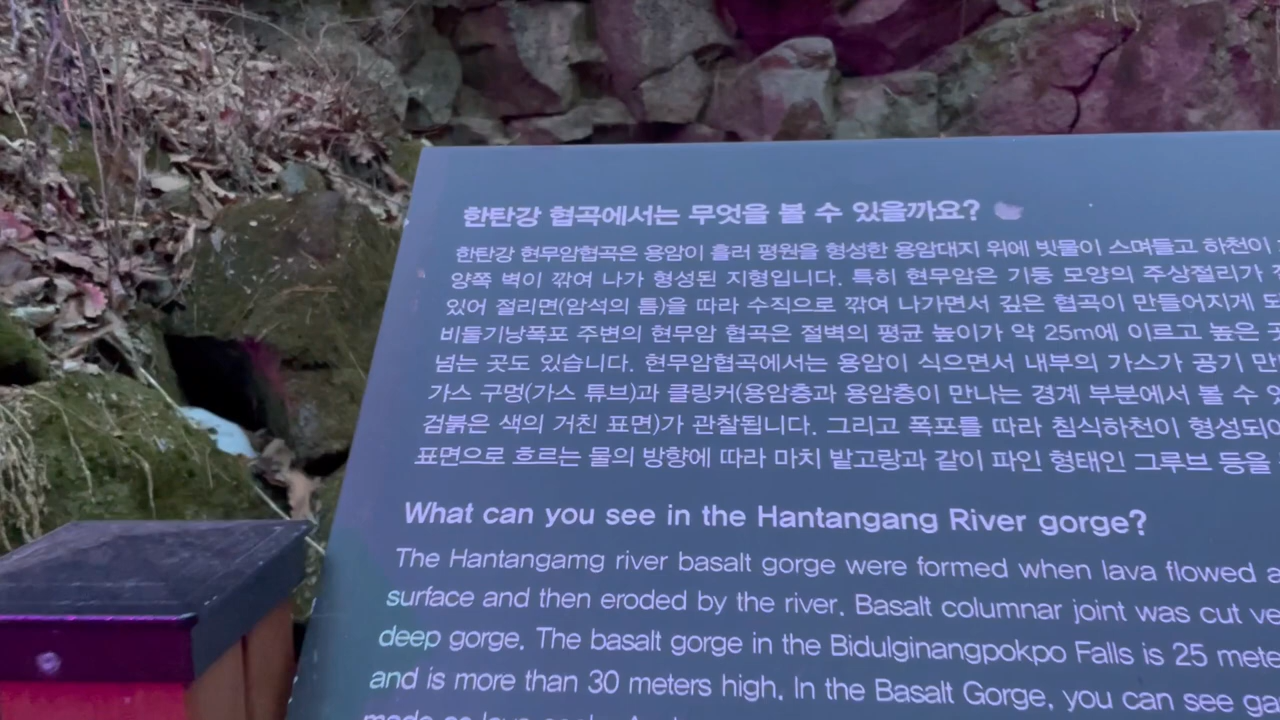 한탄강 협곡에서는 무엇을 볼 수 있을까요?
한탄강 현무암협곡은 용암이 흘러 평원을 형성한 용암대지 위에 빗물이 스며들고 하천이
양쪽 벽이 깎여 나가 형성된 지형입니다. 특히 현무암은 기둥 모양의 주상절리가
있어 절리면(암석의 틈)을 따라 수직으로 깎여 나가면서 깊은 협곡이 만들어지게
비둘기낭폭포 주변의 현무암 협곡은 절벽의 평균 높이가 약 25m에 이르고 높은
넘는 곳도 있습니다. 현무암협곡에서는 용암이 식으면서 내부의 가스가 공기
가스 구멍(가스 튜브)과 클링커(용암층과 용암층이 만나는 경계 부분에서 볼 수
검붉은 색의 거친 표면)가 관찰됩니다. 그리고 폭포를 따라 침식하천이
표면으로 흐르는 물의 방향에 따라 마치 밭고랑과 같이 파인 형태인 그루브 등을
What can you see in the Hantangang River gorge?
The Hantangamg river basalt gorge were formed when lava flowed
surface and then eroded by the river. Basalt columnar joint was cut
deep gorge. The basalt gorge in the Bidulginangpokpo Falls is 25
and is more than 30 meters high. In the Basalt Gorge, you can see